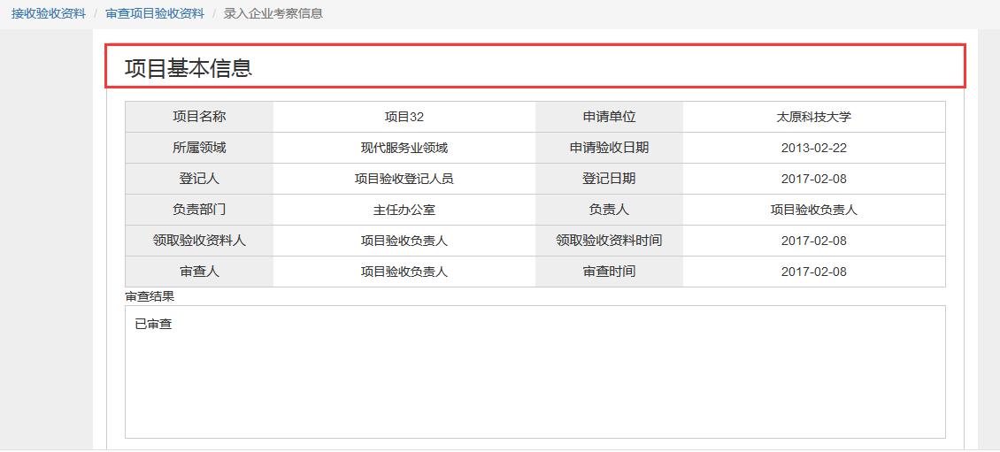 接收验收资料 / 审查项目验收资料 / 录入企业考察信息
项目基本信息
项目名称 项目32 申请单位 太原科技大学
所属领域 现代服务业领域 申请验收日期 2013-02-22
登记人 项目验收登记人员 登记日期 2017-02-08
负责部门 主任办公室 负责人 项目验收负责人
领取验收资料人 项目验收负责人 领取验收资料时间 2017-02-08
审查人 项目验收负责人 审查时间 2017-02-08
审查结果
已审查